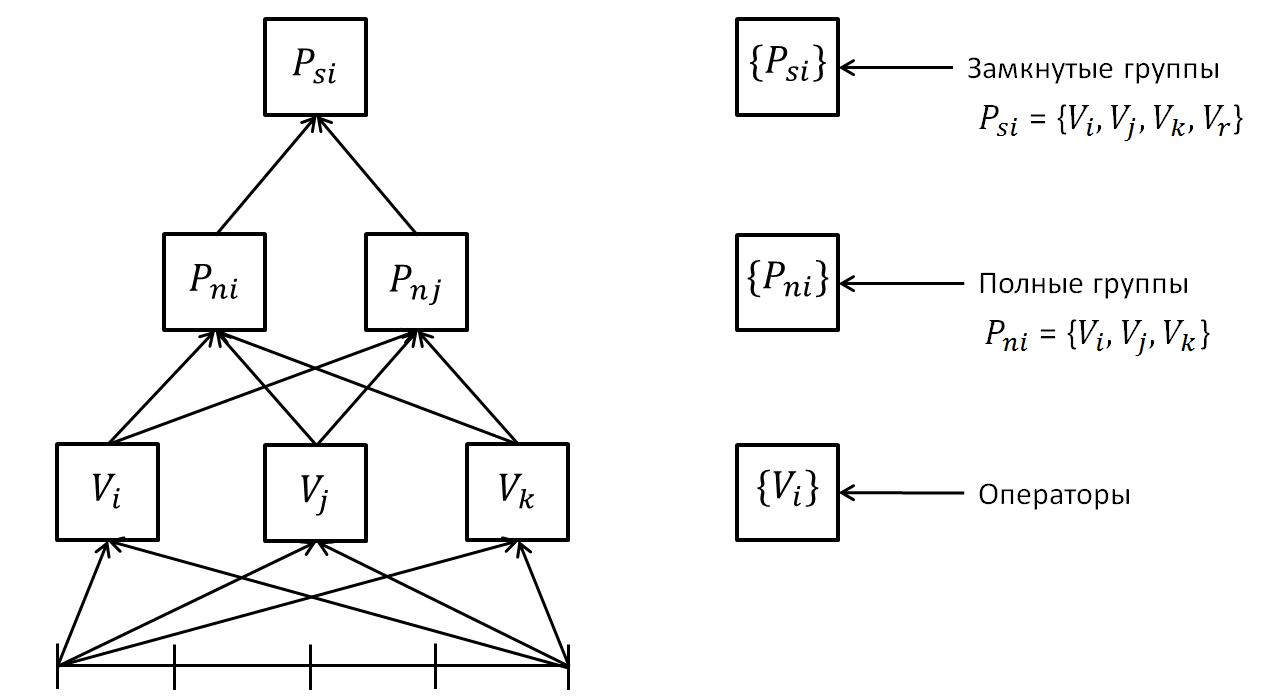 P_si
{P_si}
Замкнутые группы
P_si = {V_i, V_j, V_k, V_r}
P_ni
P_nj
{P_ni}
Полные группы
P_ni = {V_i, V_j, V_k}
V_i
V_j
V_k
{V_i}
Операторы